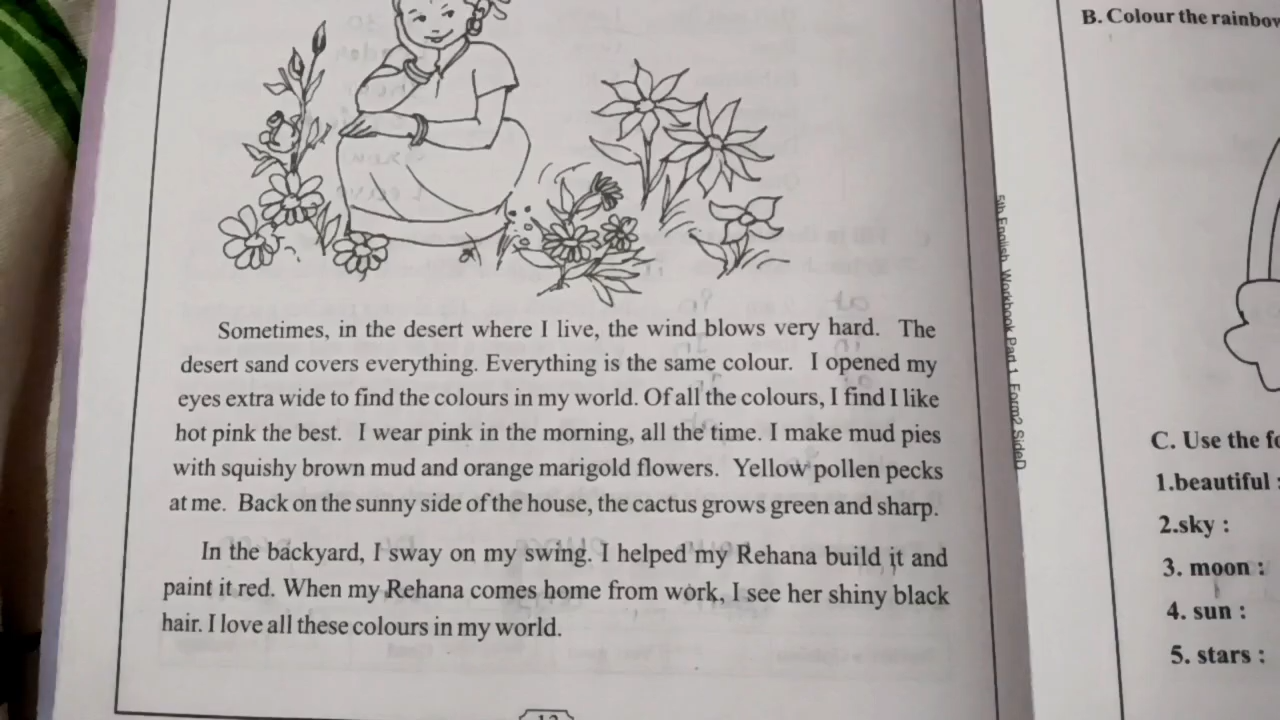 Sometimes, in the desert where I live, the wind blows very hard. The
desert sand covers everything. Everything is the same colour. I opened my
eyes extra wide to find the colours in my world. Of all the colours, I find I like
hot pink the best. I wear pink in the morning, all the time. I make mud pies
with squishy brown mud and orange marigold flowers. Yellow pollen pecks
at me. Back on the sunny side of the house, the cactus grows green and sharp.
In the backyard, I sway on my swing. I helped my Rehana build it and
paint it red. When my Rehana comes home from work, I see her shiny black
hair. I love all these colours in my world.
5th English Workbook Part 1 Form2 SideD
B. Colour the rainbow
C. Use the
1.beautiful :
2.sky :
3. moon :
4. sun :
5. stars :